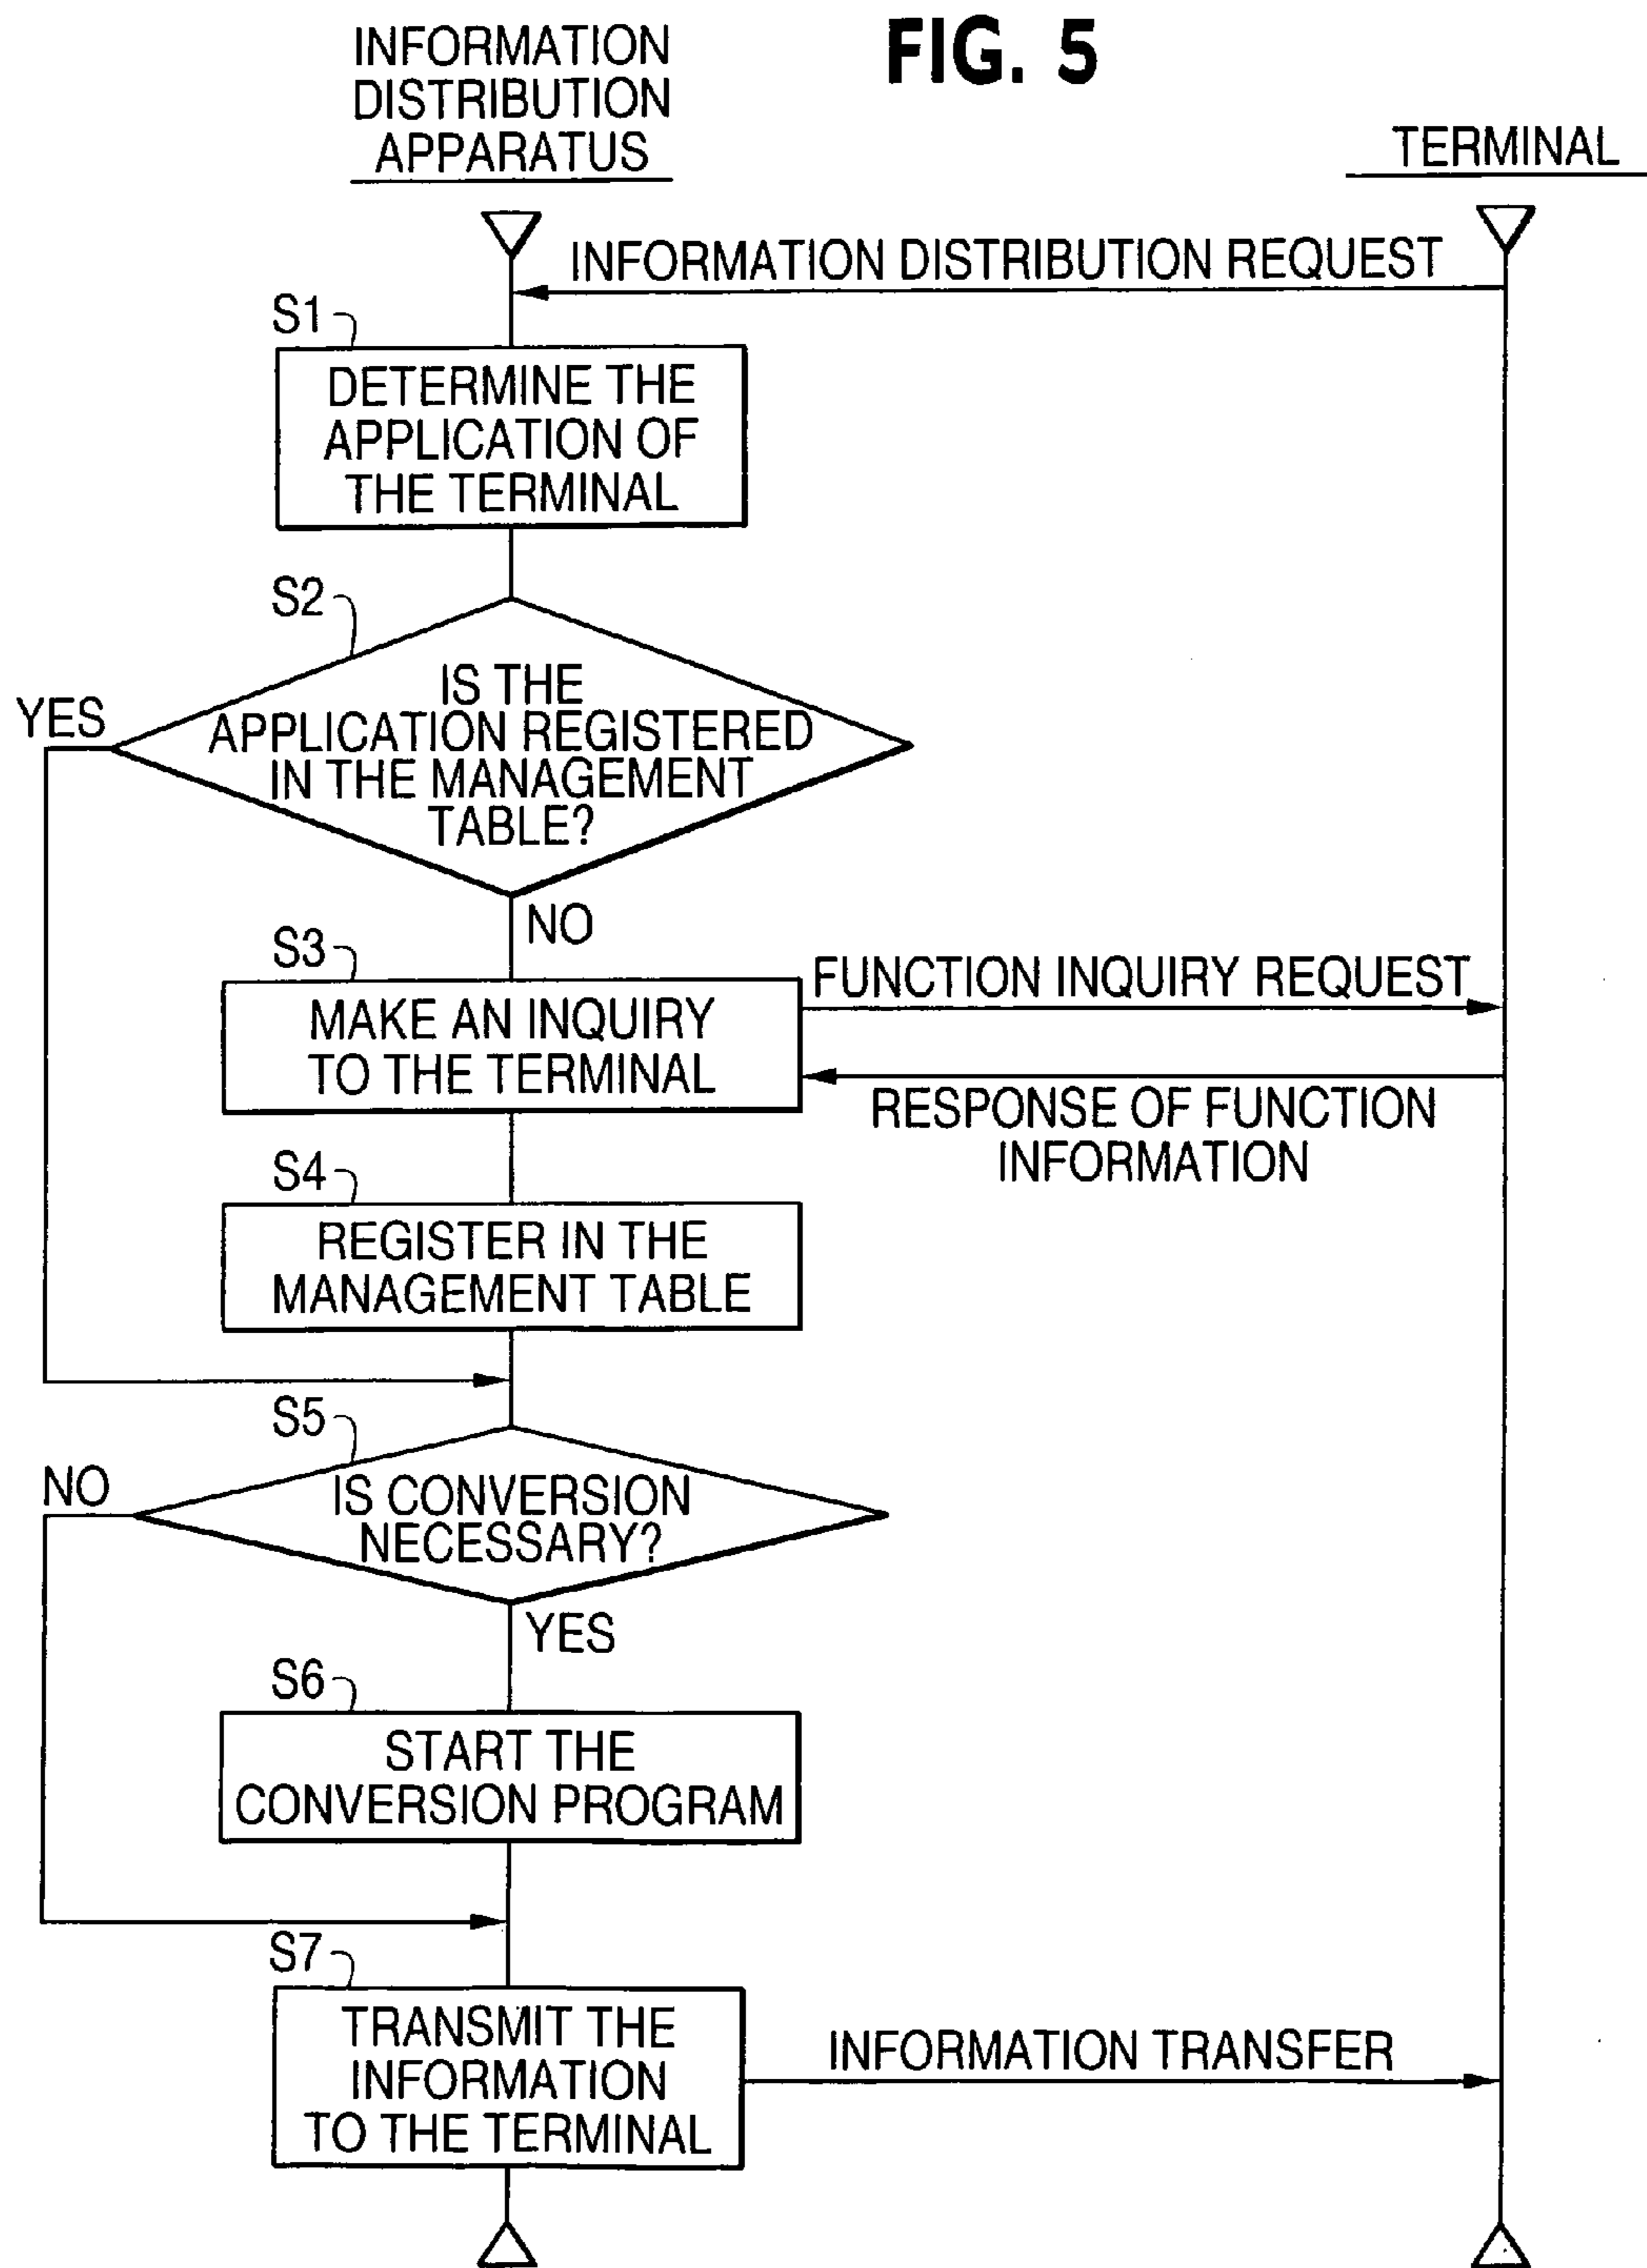 FIG. 5
INFORMATION
DISTRIBUTION
APPARATUS
TERMINAL
INFORMATION DISTRIBUTION REQUEST
S1
DETERMINE THE
APPLICATION OF
THE TERMINAL
S2
IS THE
APPLICATION REGISTERED
IN THE MANAGEMENT
TABLE?
YES
NO
S3
MAKE AN INQUIRY
TO THE TERMINAL
FUNCTION INQUIRY REQUEST
RESPONSE OF FUNCTION
INFORMATION
S4
REGISTER IN THE
MANAGEMENT TABLE
S5
IS CONVERSION
NECESSARY?
NO
YES
S6
START THE
CONVERSION PROGRAM
S7
TRANSMIT THE
INFORMATION
TO THE TERMINAL
INFORMATION TRANSFER